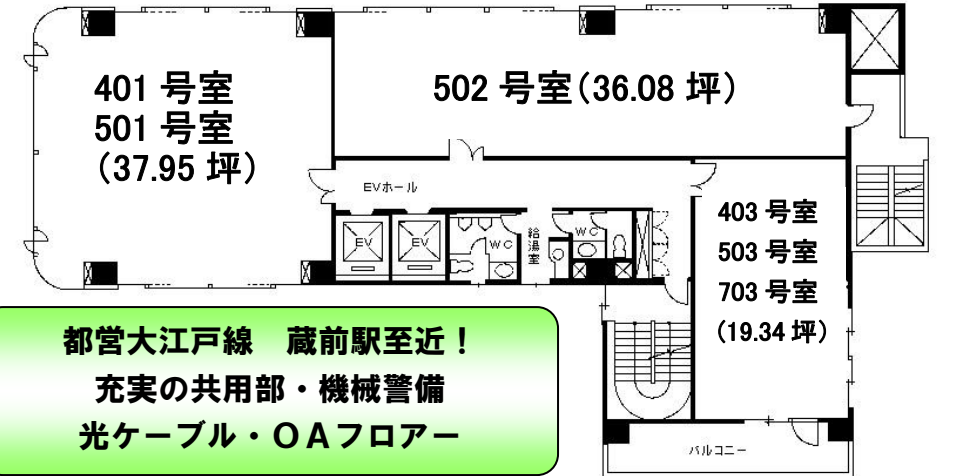 401 号室
501 号室
(37.95 坪)
502 号室(36.08 坪)
EVホール
EV
EV
WC
給湯室
WC
403 号室
503 号室
703 号室
(19.34 坪)
都営大江戸線　蔵前駅至近！
充実の共用部・機械警備
光ケーブル・ＯＡフロアー
バルコニー